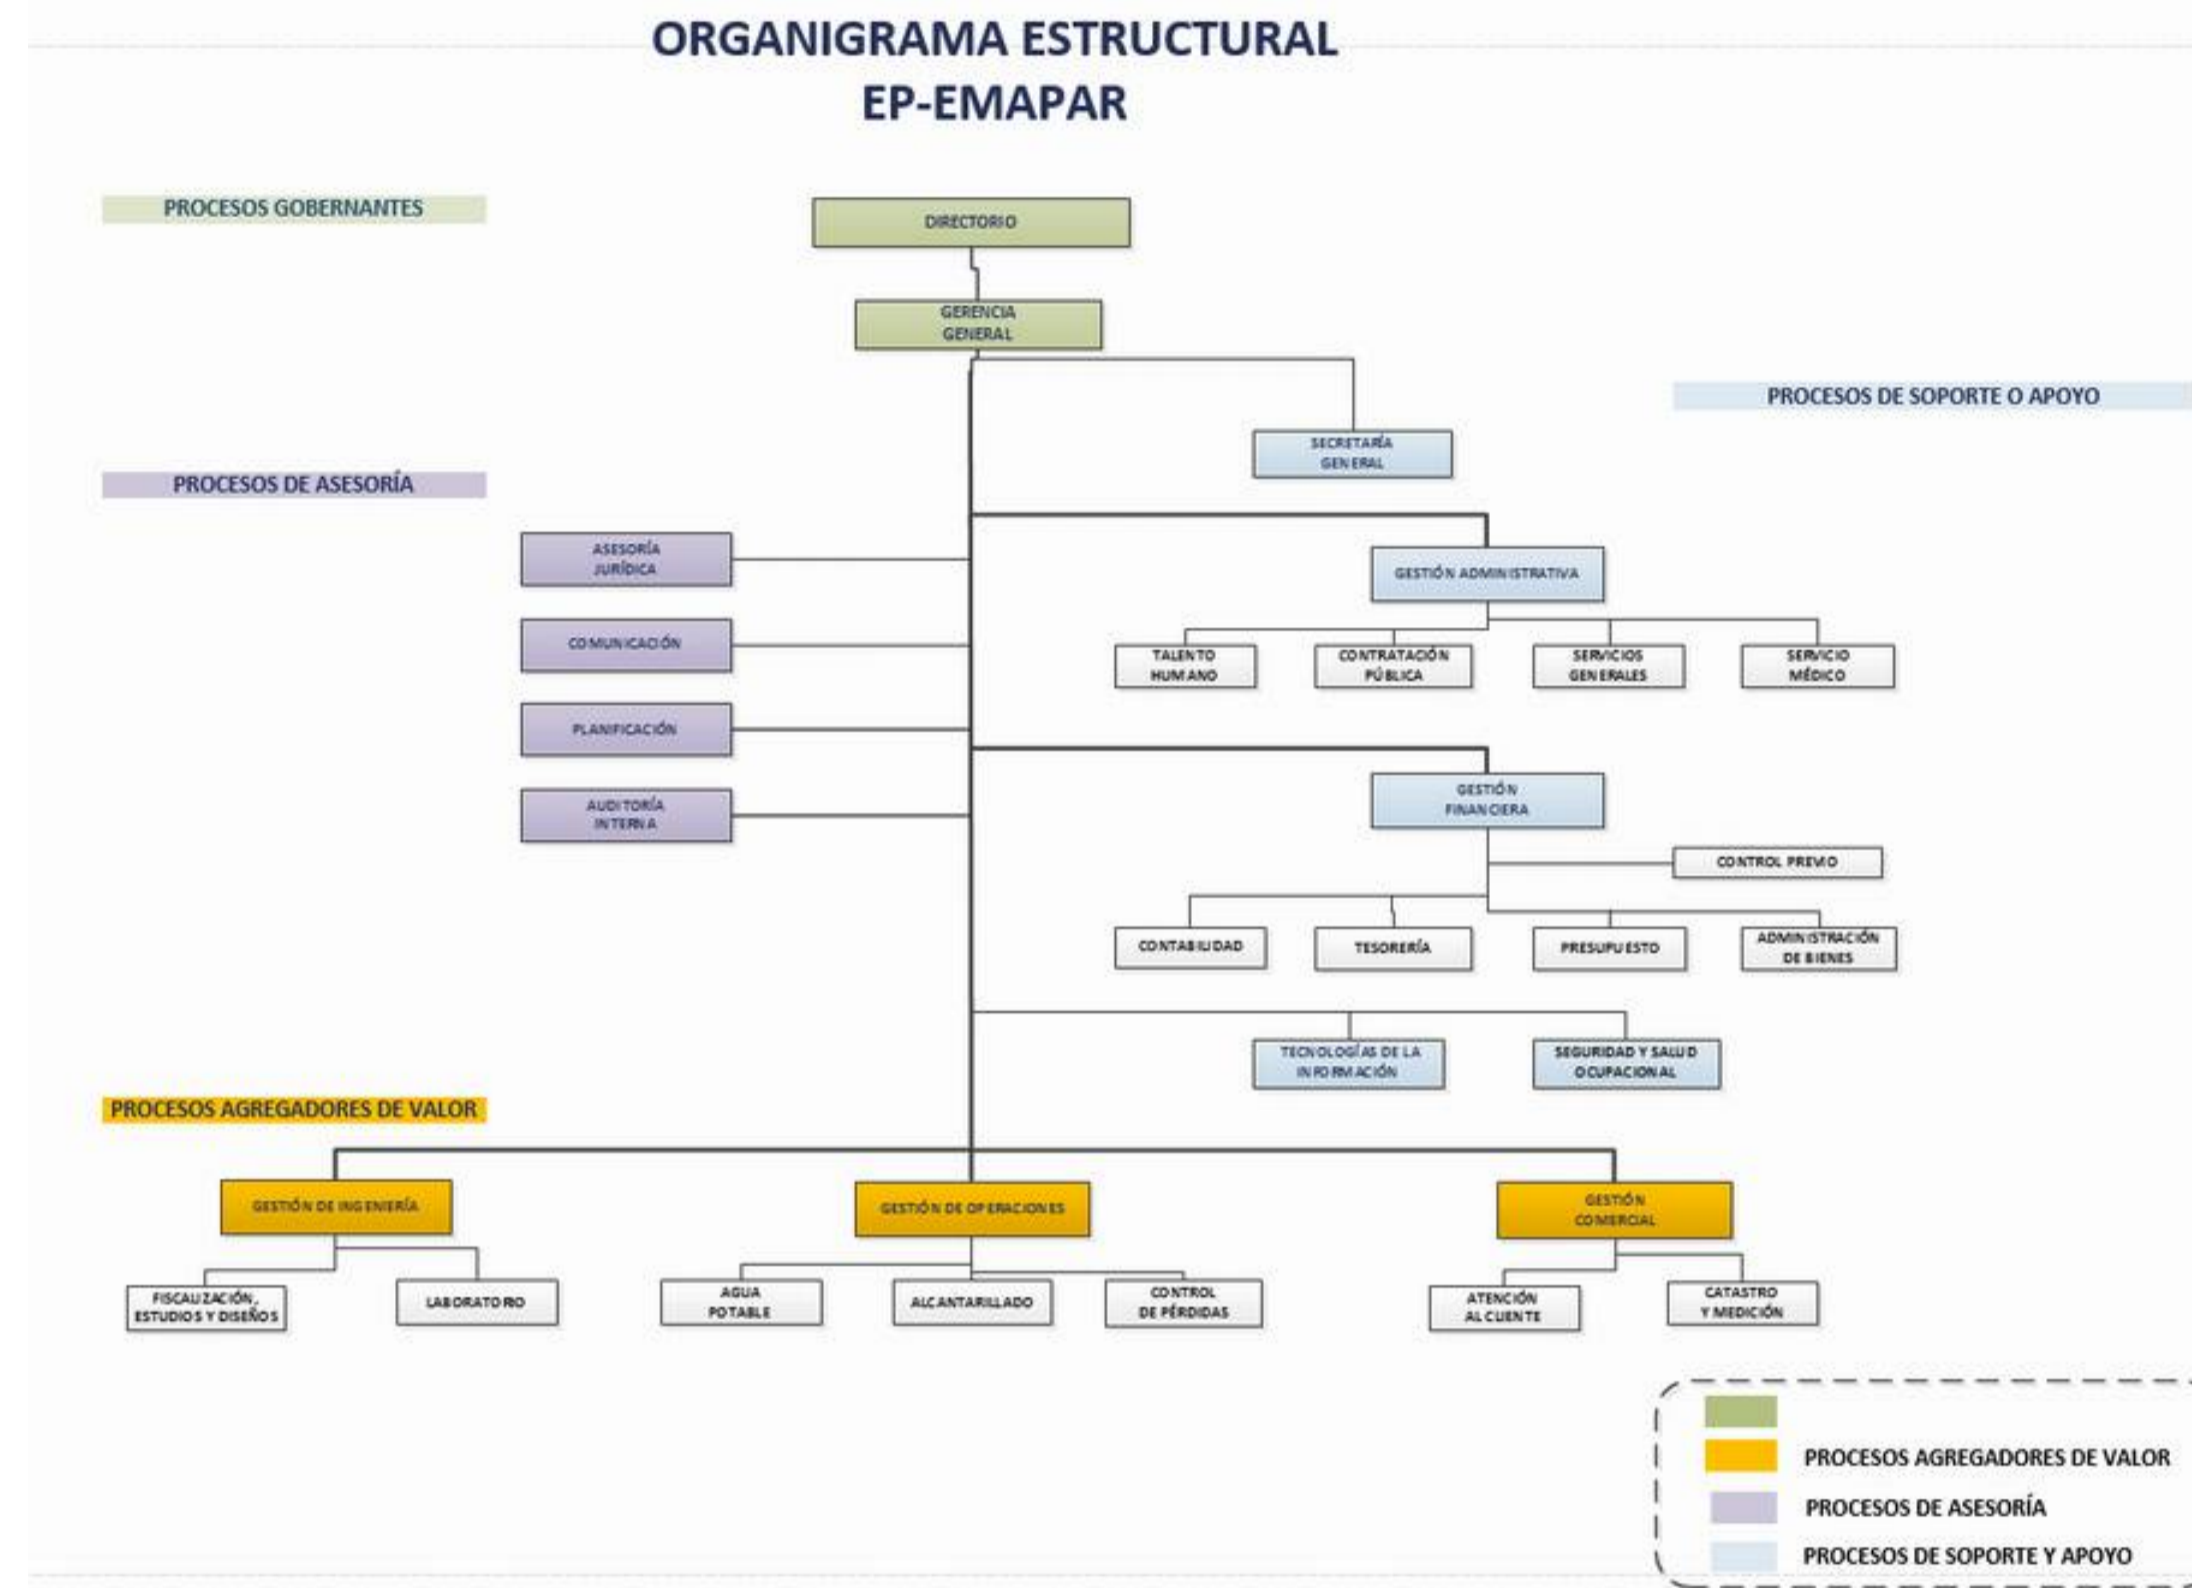 ORGANIGRAMA ESTRUCTURAL
EP-EMAPAR
PROCESOS GOBERNANTES
DIRECTORIO
GERENCIA
GENERAL
PROCESOS DE SOPORTE O APOYO
SECRETARÍA
GENERAL
PROCESOS DE ASESORÍA
ASESORÍA
JURÍDICA
COMUNICACIÓN
PLANIFICACIÓN
AUDITORÍA
INTERNA
GESTIÓN ADMINISTRATIVA
TALENTO
HUMANO
CONTRATACIÓN
PÚBLICA
SERVICIOS
GENERALES
SERVICIO
MÉDICO
GESTIÓN
FINANCIERA
CONTROL PREVIO
CONTABILIDAD
TESORERÍA
PRESUPUESTO
ADMINISTRACIÓN
DE BIENES
TECNOLOGÍAS DE LA
INFORMACIÓN
SEGURIDAD Y SALUD
OCUPACIONAL
PROCESOS AGREGADORES DE VALOR
GESTIÓN DE INGENIERÍA
GESTIÓN DE OPERACIONES
GESTIÓN
COMERCIAL
FISCALIZACIÓN,
ESTUDIOS Y DISEÑOS
LABORATORIO
AGUA
POTABLE
ALCANTARILLADO
CONTROL
DE PÉRDIDAS
ATENCIÓN
AL CLIENTE
CATASTRO
Y MEDICIÓN
PROCESOS AGREGADORES DE VALOR
PROCESOS DE ASESORÍA
PROCESOS DE SOPORTE Y APOYO